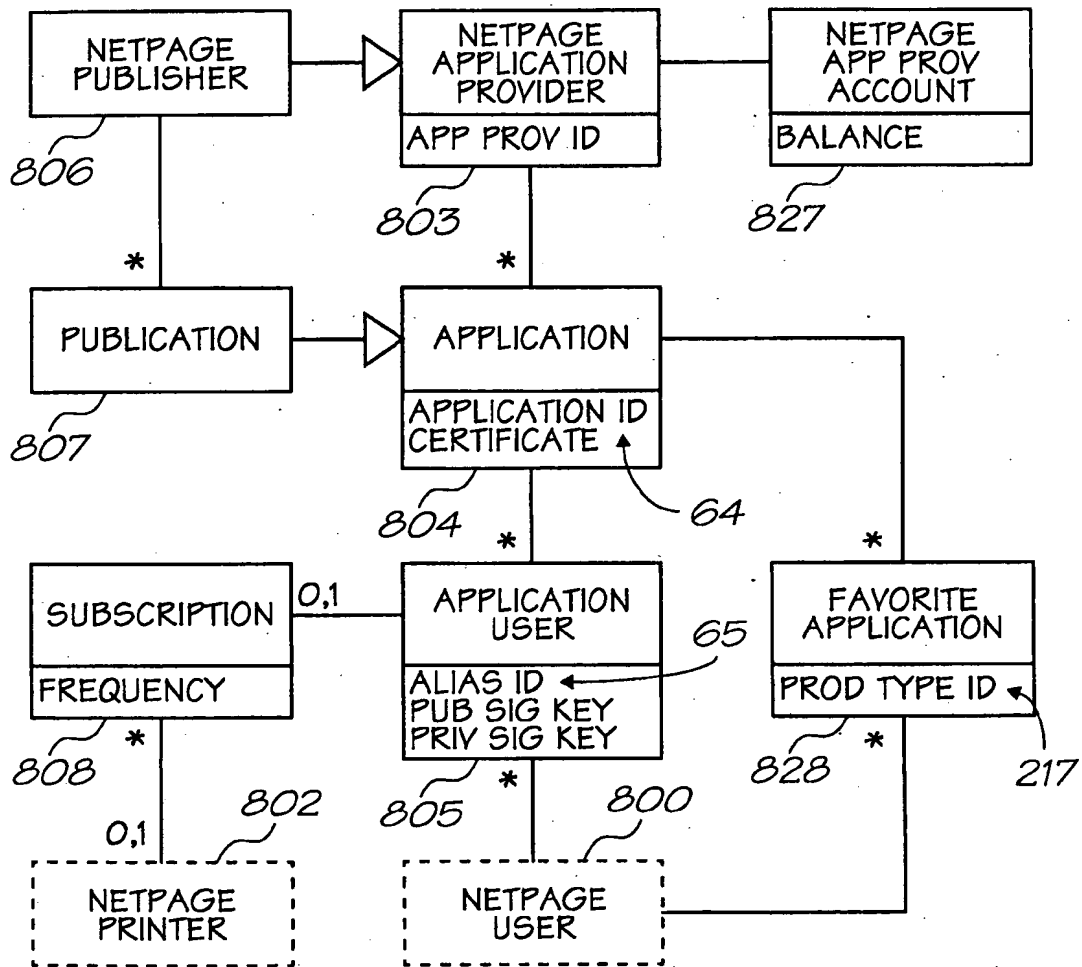 NETPAGE
PUBLISHER
806
NETPAGE
APPLICATION
PROVIDER
APP PROV ID
803
NETPAGE
APP PROV
ACCOUNT
BALANCE
827
*
*
PUBLICATION
807
APPLICATION
APPLICATION ID
CERTIFICATE
804
64
*
*
SUBSCRIPTION
FREQUENCY
808
*
0,1
APPLICATION
USER
ALIAS ID
PUB SIG KEY
PRIV SIG KEY
805
65
*
FAVORITE
APPLICATION
PROD TYPE ID
828
*
217
0,1
802
NETPAGE
PRINTER
800
NETPAGE
USER